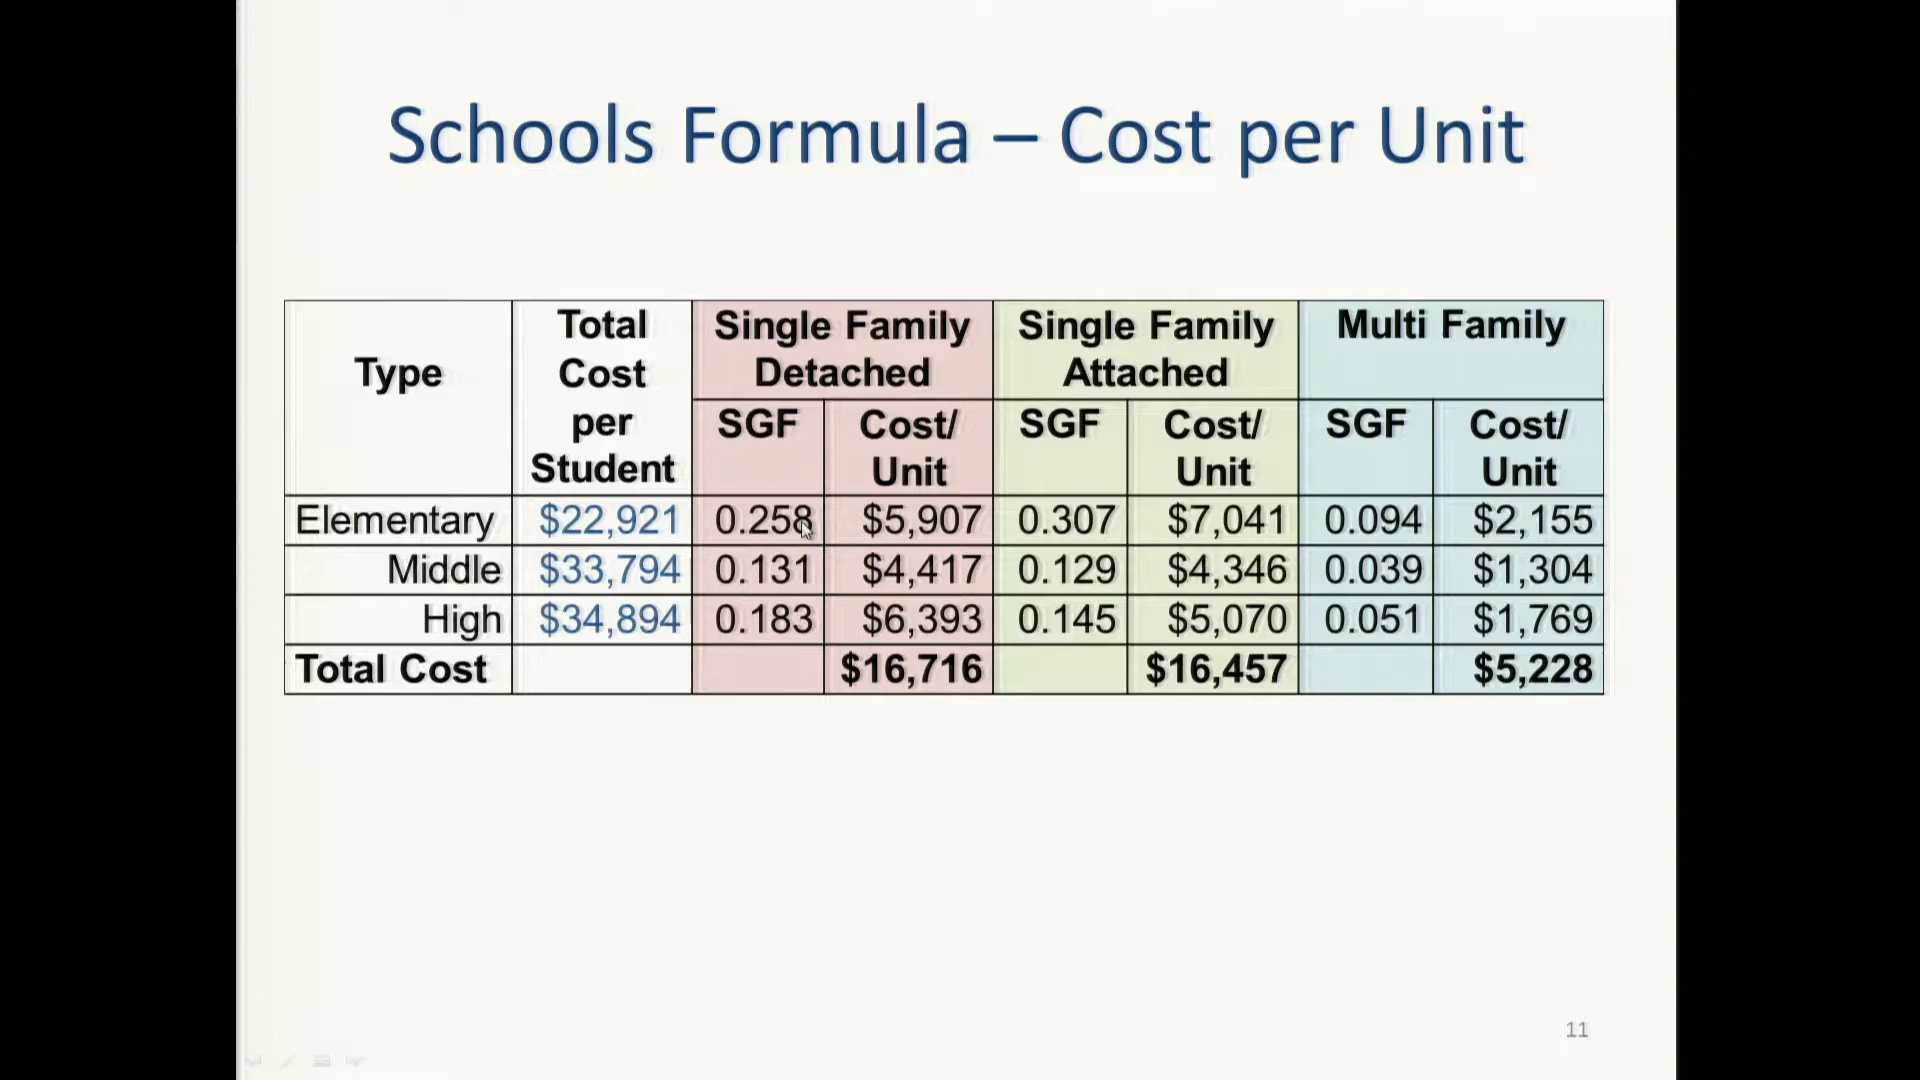 Schools Formula – Cost per Unit
Type
Total Cost per Student
Single Family Detached
Single Family Attached
Multi Family
SGF Cost/ Unit SGF Cost/ Unit SGF Cost/ Unit
Elementary $22,921 0.258 $5,907 0.307 $7,041 0.094 $2,155
Middle $33,794 0.131 $4,417 0.129 $4,346 0.039 $1,304
High $34,894 0.183 $6,393 0.145 $5,070 0.051 $1,769
Total Cost $16,716 $16,457 $5,228
11